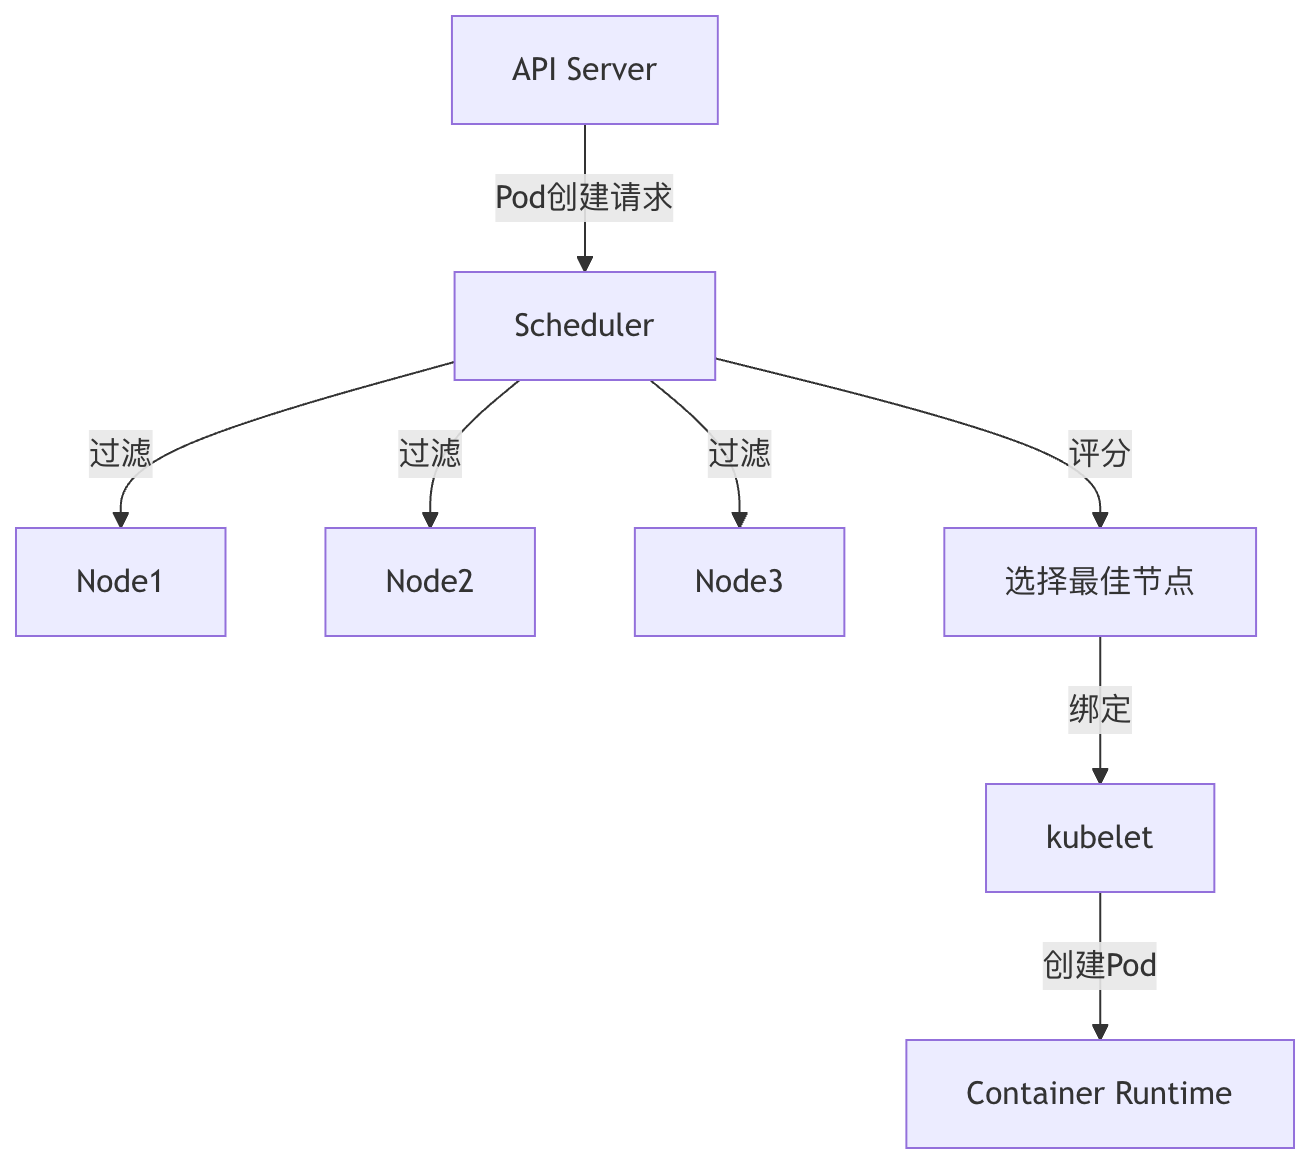 API Server
Pod创建请求
Scheduler
过滤
过滤
过滤
评分
Node1
Node2
Node3
选择最佳节点
绑定
kubelet
创建Pod
Container Runtime